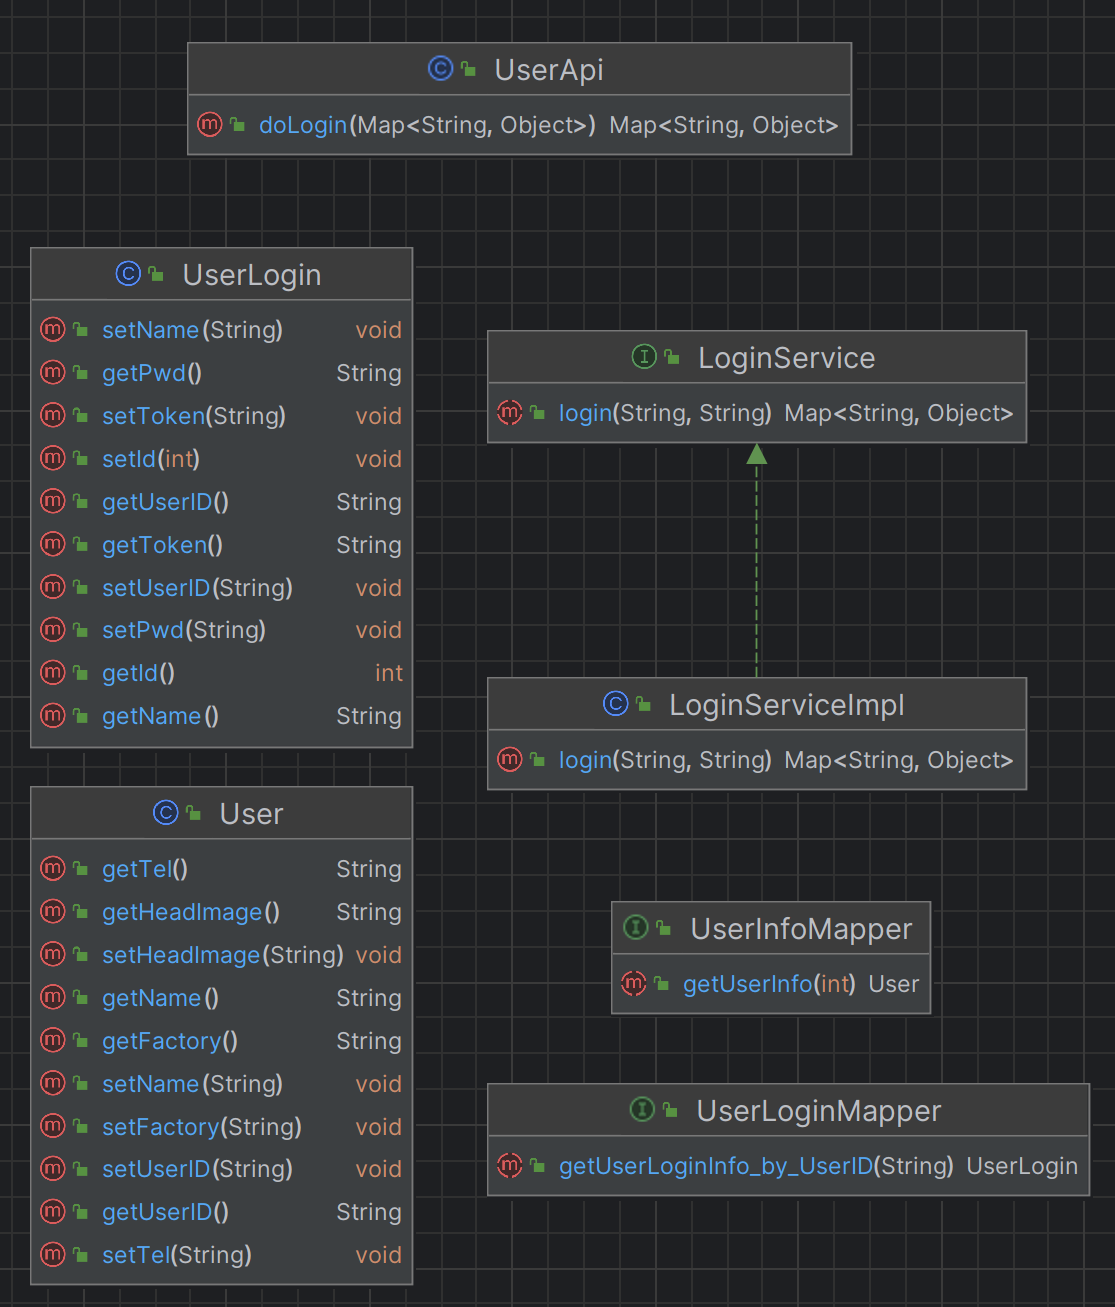 UserApi
doLogin(Map<String, Object>) Map<String, Object>
UserLogin
setName(String) void
getPwd() String
setToken(String) void
setId(int) void
getUserID() String
getToken() String
setUserID(String) void
setPwd(String) void
getId() int
getName() String
LoginService
login(String, String) Map<String, Object>
LoginServiceImpl
login(String, String) Map<String, Object>
User
getTel() String
getHeadImage() String
setHeadImage(String) void
getName() String
getFactory() String
setName(String) void
setFactory(String) void
setUserID(String) void
getUserID() String
setTel(String) void
UserInfoMapper
getUserInfo(int) User
UserLoginMapper
getUserLoginInfo_by_UserID(String) UserLogin